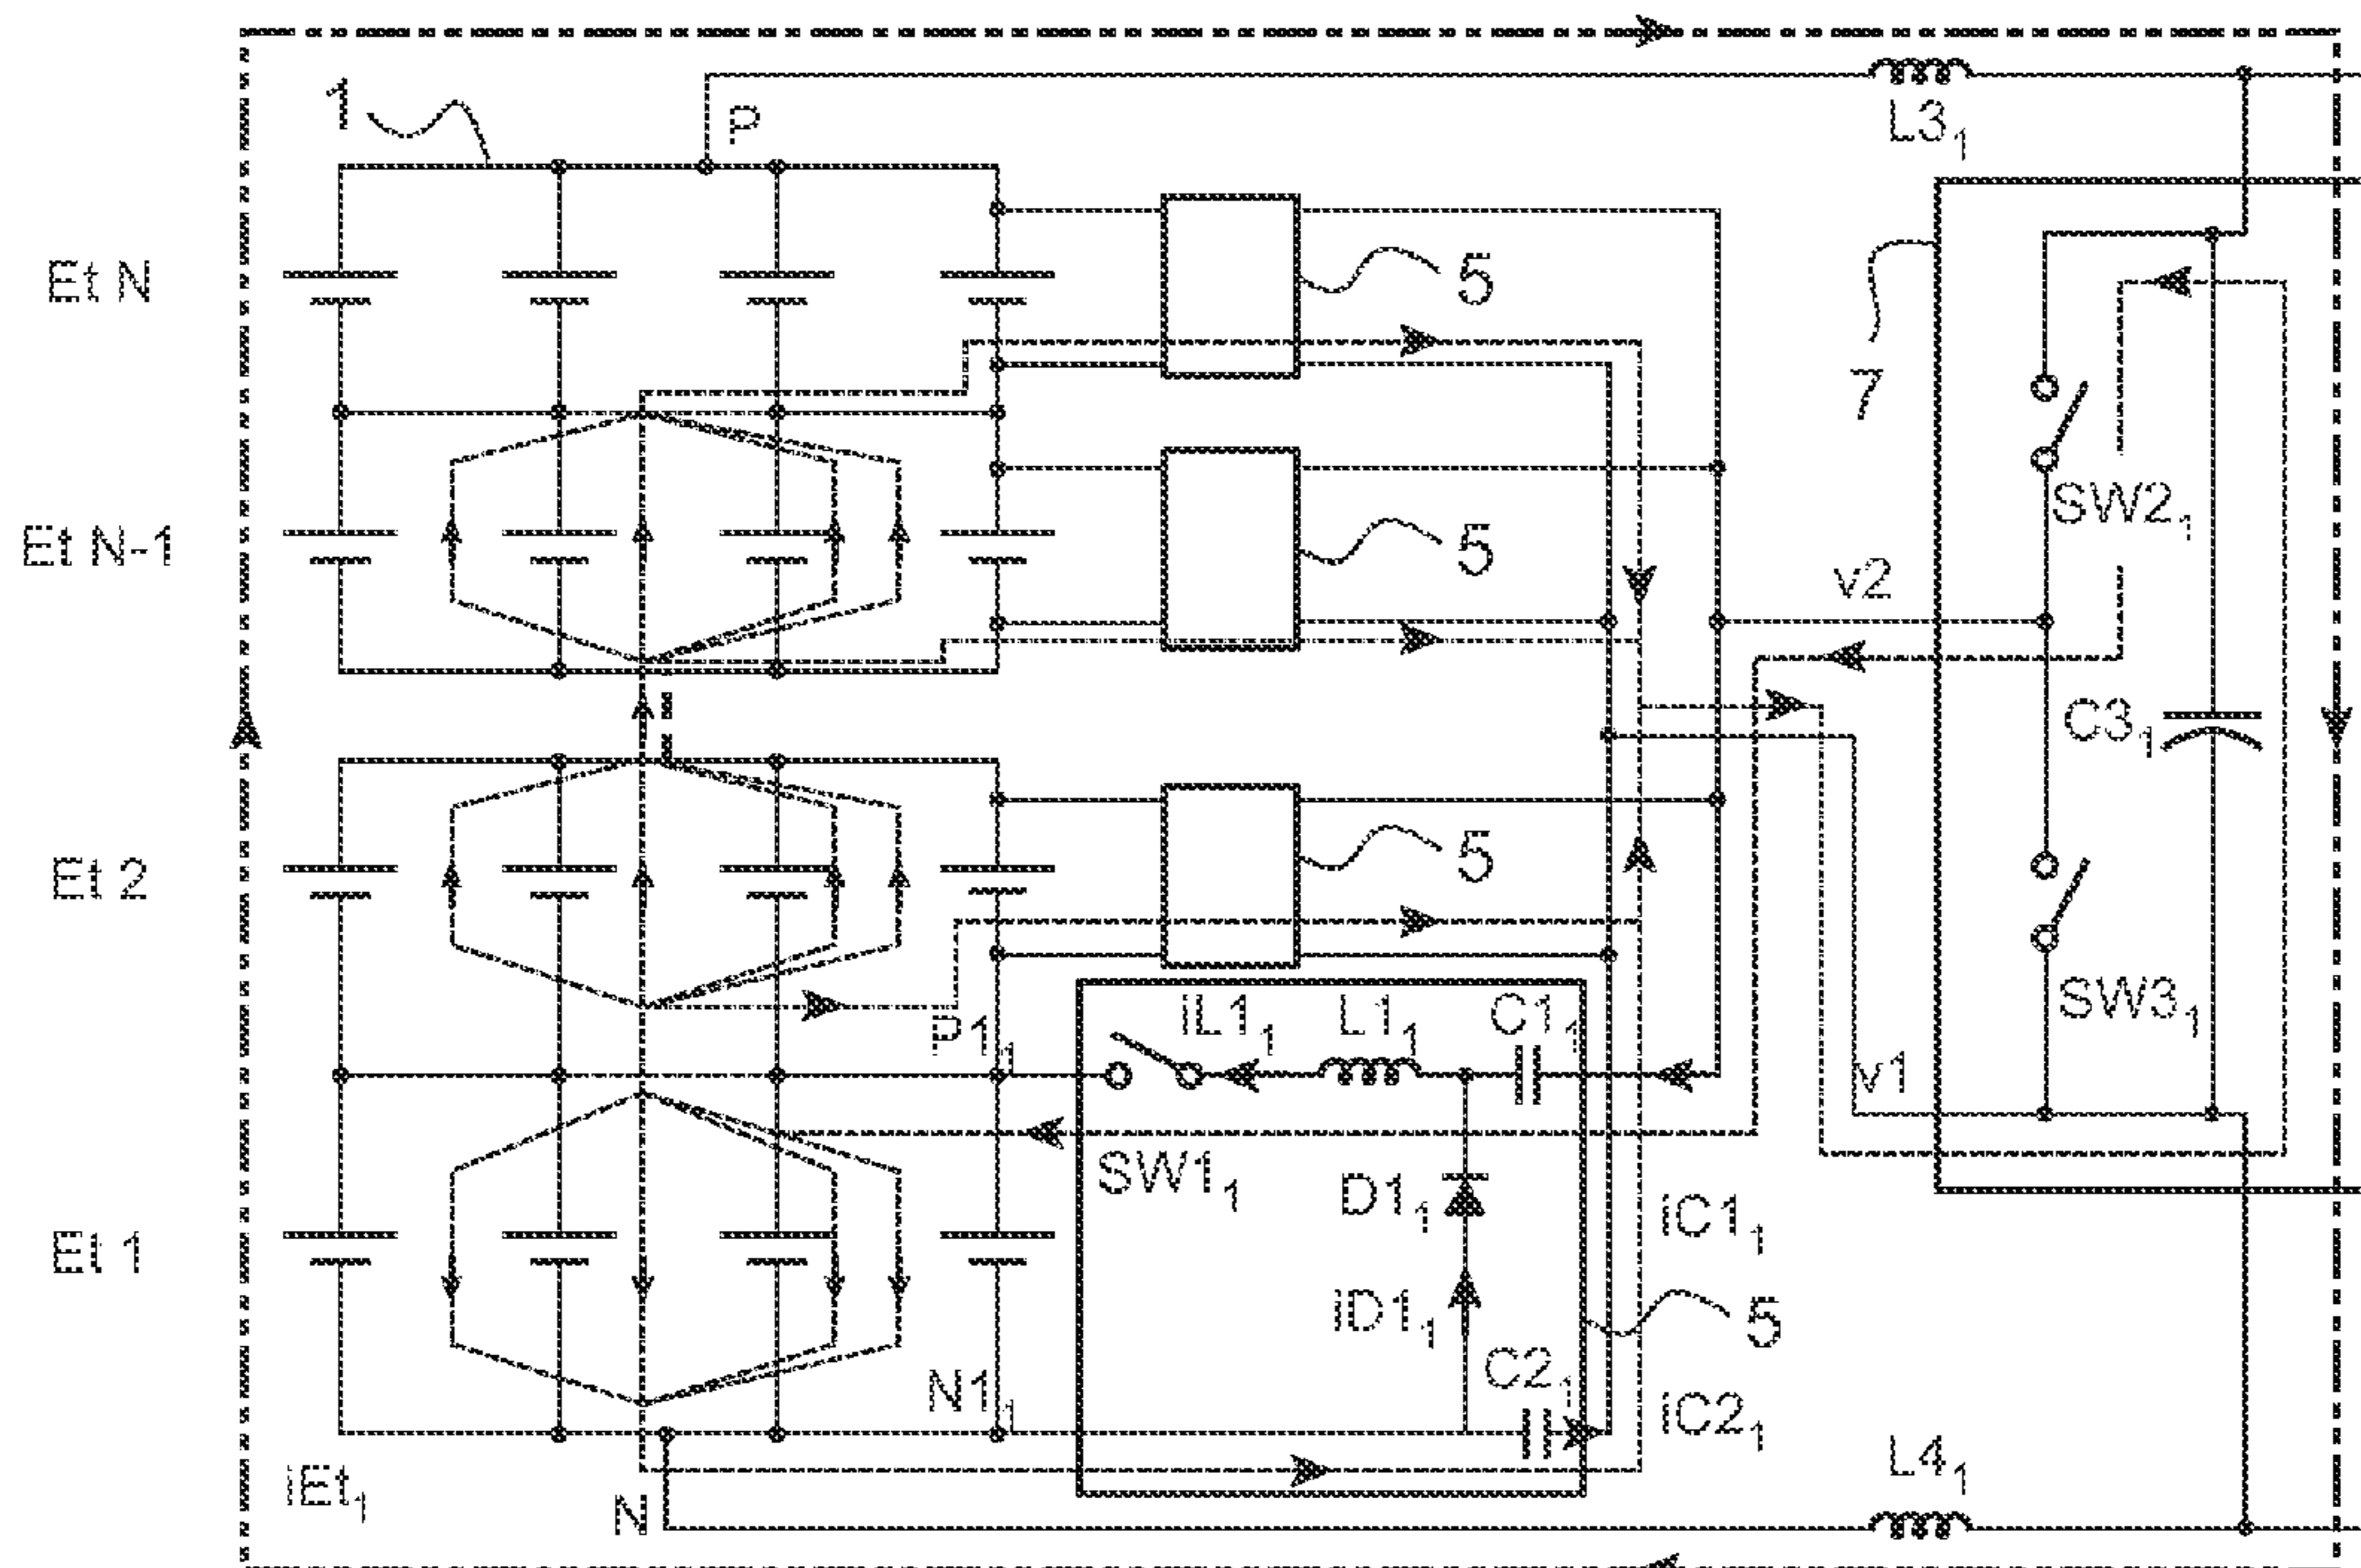 1
P
L3₁
Et N
5
7
SW2₁
Et N-1
5
v2
C3₁
Et 2
5
SW3₁
P1₁
iL1₁
L1₁
C1₁
v1
SW1₁
D1₁
iC1₁
Et 1
iD1₁
5
N1₁
C2₁
iC2₁
L4₁
iEt₁
N